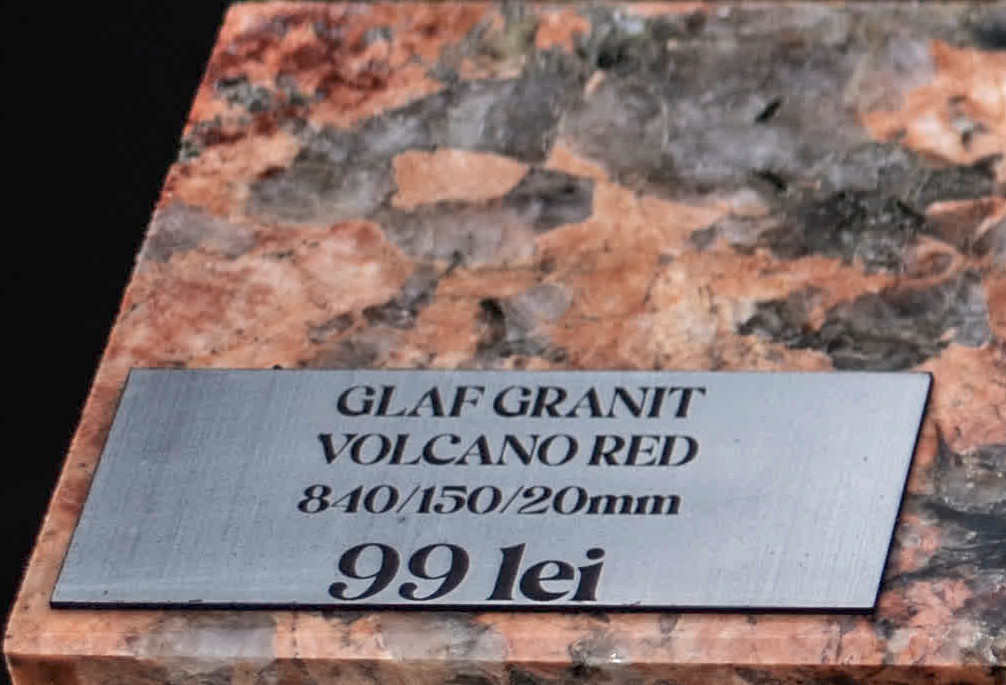 GLAF GRANIT
VOLCANO RED
840/150/20mm
99 lei